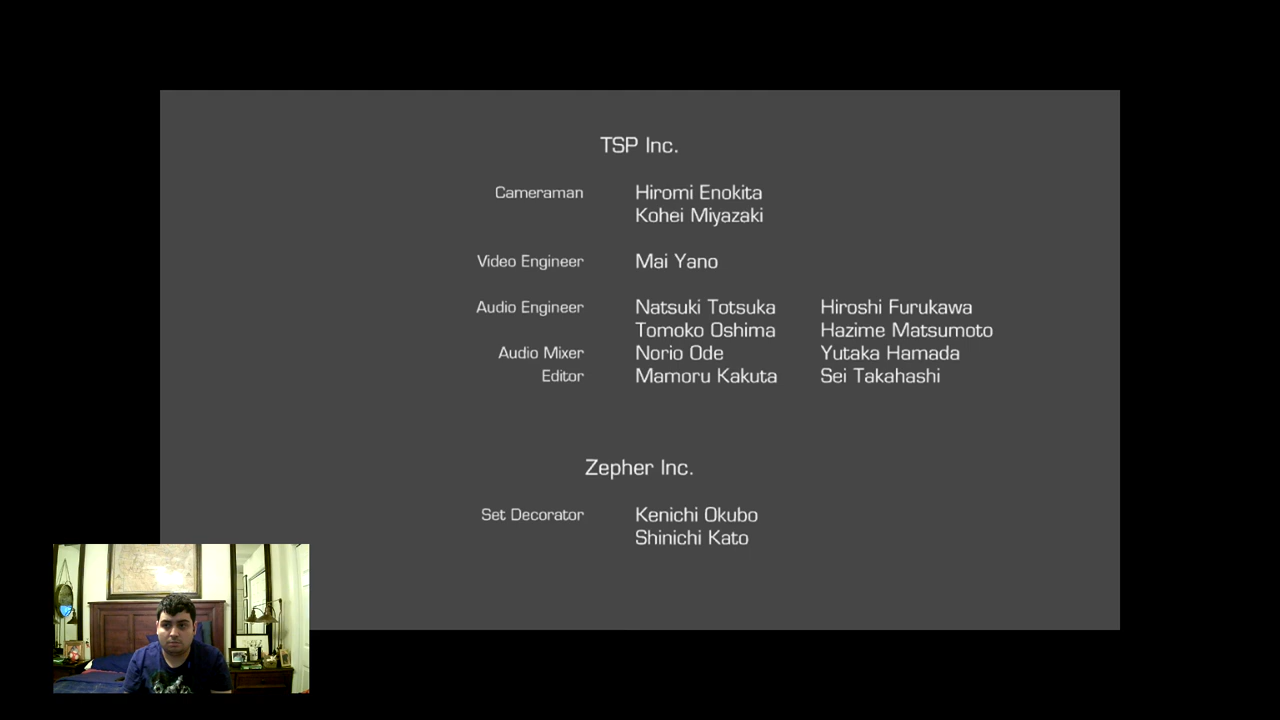 TSP Inc.
Cameraman Hiromi Enokita
Kohei Miyazaki
Video Engineer Mai Yano
Audio Engineer Natsuki Totsuka Hiroshi Furukawa
Tomoko Oshima Hazime Matsumoto
Audio Mixer Norio Ode Yutaka Hamada
Editor Mamoru Kakuta Sei Takahashi
Zepher Inc.
Set Decorator Kenichi Okubo
Shinichi Kato